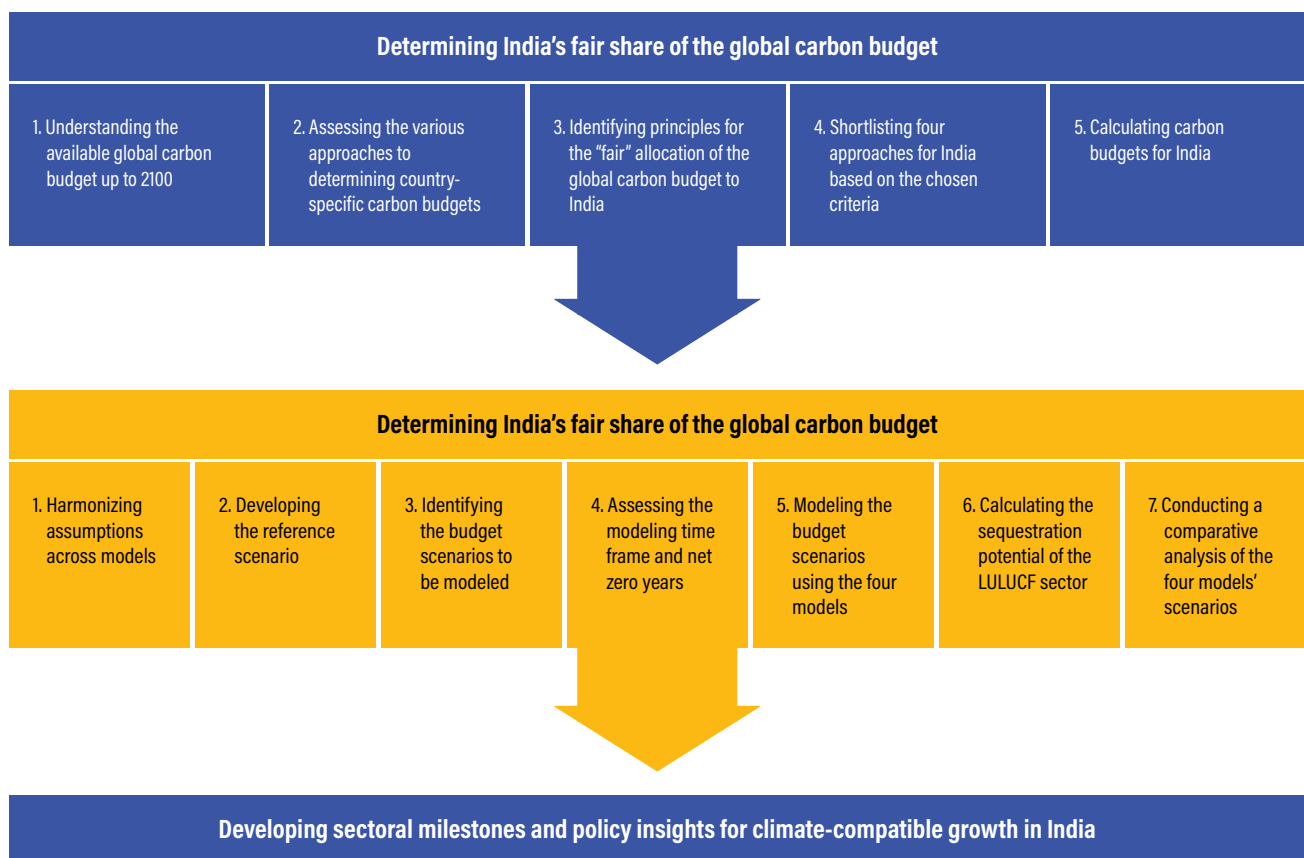 Determining India's fair share of the global carbon budget
1. Understanding the
available global carbon
budget up to 2100
2. Assessing the various
approaches to
determining country-
specific carbon budgets
3. Identifying principles for
the “fair” allocation of the
global carbon budget to
India
4. Shortlisting four
approaches for India
based on the chosen
criteria
5. Calculating carbon
budgets for India
Determining India's fair share of the global carbon budget
1. Harmonizing
assumptions
across models
2. Developing
the reference
scenario
3. Identifying
the budget
scenarios to
be modeled
4. Assessing the
modeling time
frame and net
zero years
5. Modeling the
budget
scenarios
using the four
models
6. Calculating the
sequestration
potential of the
LULUCF sector
7. Conducting a
comparative
analysis of the
four models'
scenarios
Developing sectoral milestones and policy insights for climate-compatible growth in India